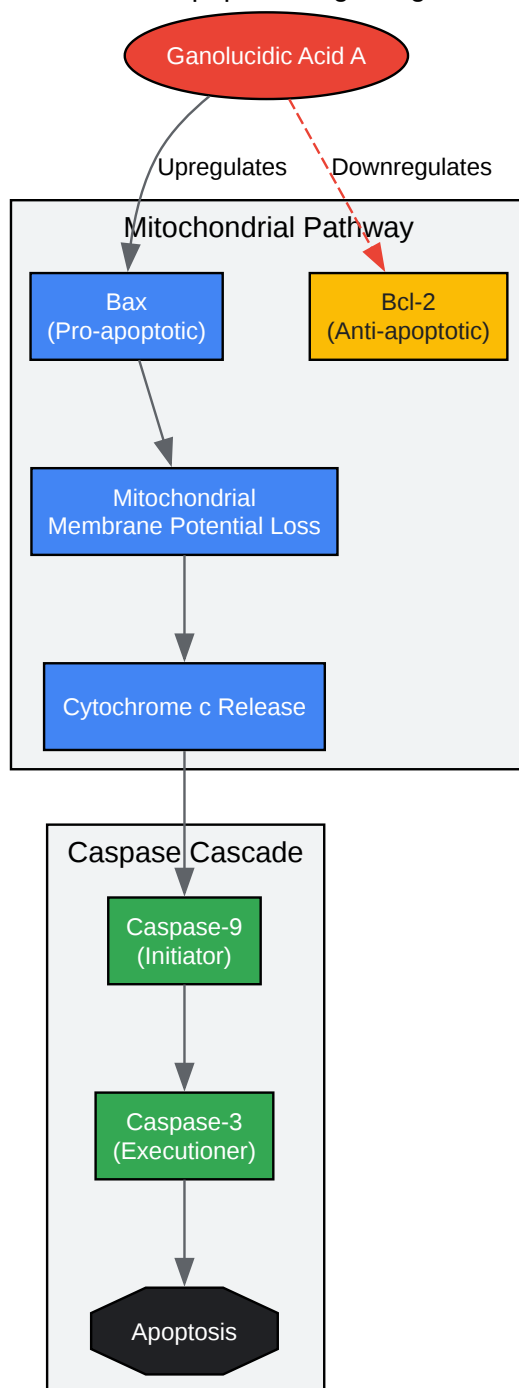 Ganolucidic Acid A
Upregulates
Downregulates
Mitochondrial Pathway
Bax
(Pro-apoptotic)
Bcl-2
(Anti-apoptotic)
Mitochondrial
Membrane Potential Loss
Cytochrome c Release
Caspase Cascade
Caspase-9
(Initiator)
Caspase-3
(Executioner)
Apoptosis